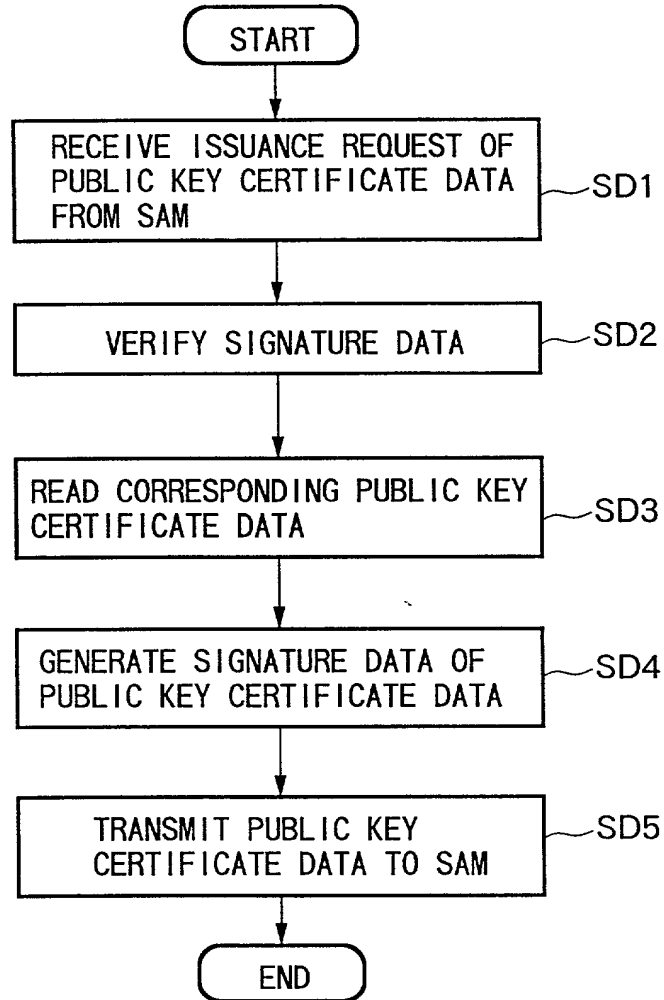 START
RECEIVE ISSUANCE REQUEST OF
PUBLIC KEY CERTIFICATE DATA
FROM SAM
SD1
VERIFY SIGNATURE DATA
SD2
READ CORRESPONDING PUBLIC KEY
CERTIFICATE DATA
SD3
GENERATE SIGNATURE DATA OF
PUBLIC KEY CERTIFICATE DATA
SD4
TRANSMIT PUBLIC KEY
CERTIFICATE DATA TO SAM
SD5
END